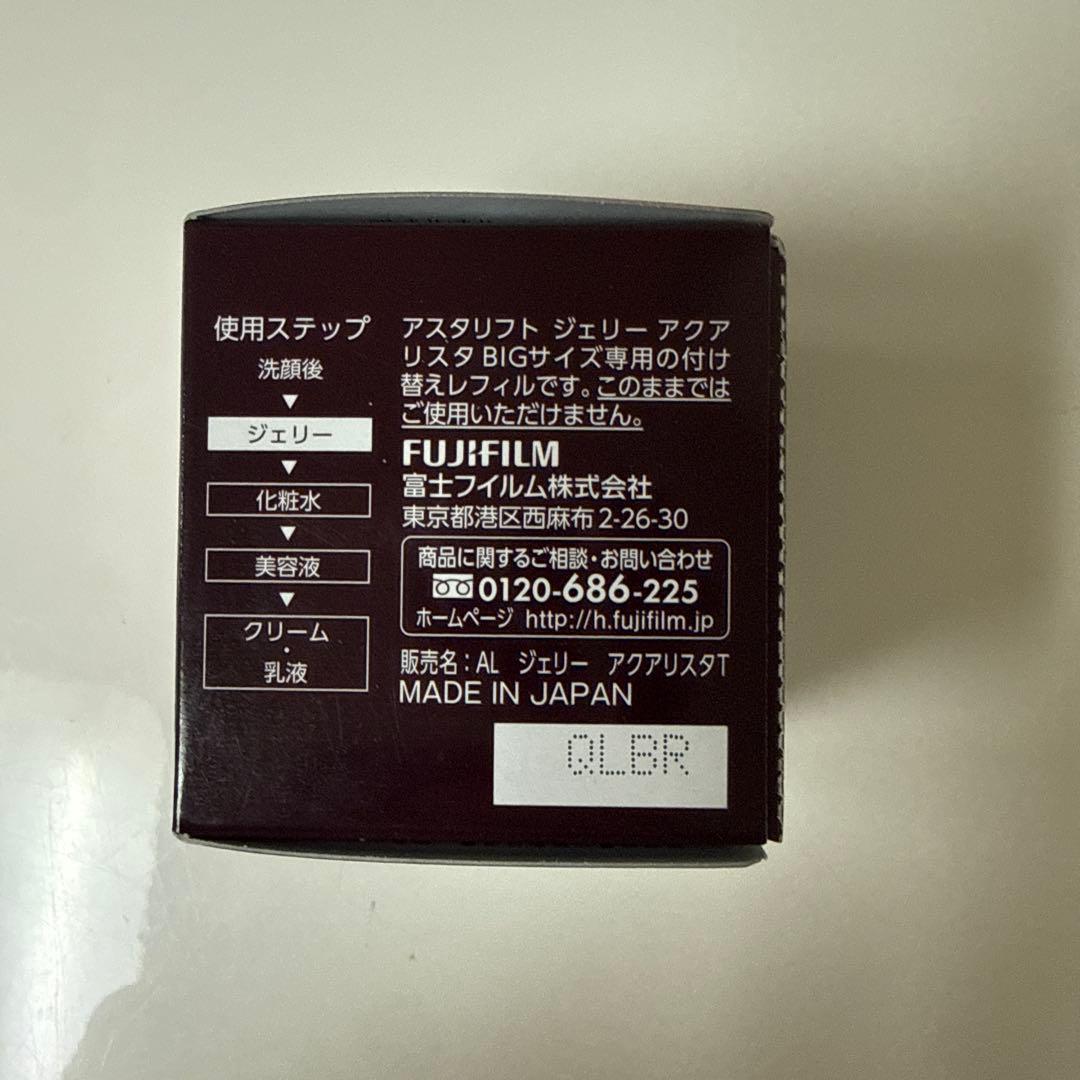 使用ステップ
洗顔後
▼
ジェリー
▼
化粧水
▼
美容液
▼
クリーム
・
乳液
アスタリフト ジェリー アクア
リスタ BIGサイズ専用の付け
替えレフィルです。このままでは
ご使用いただけません。
FUJIFILM
富士フイルム株式会社
東京都港区西麻布2-26-30
商品に関するご相談・お問い合わせ
0120-686-225
ホームページ http://h.fujifilm.jp
販売名：AL ジェリー アクアリスタT
MADE IN JAPAN
QLBR